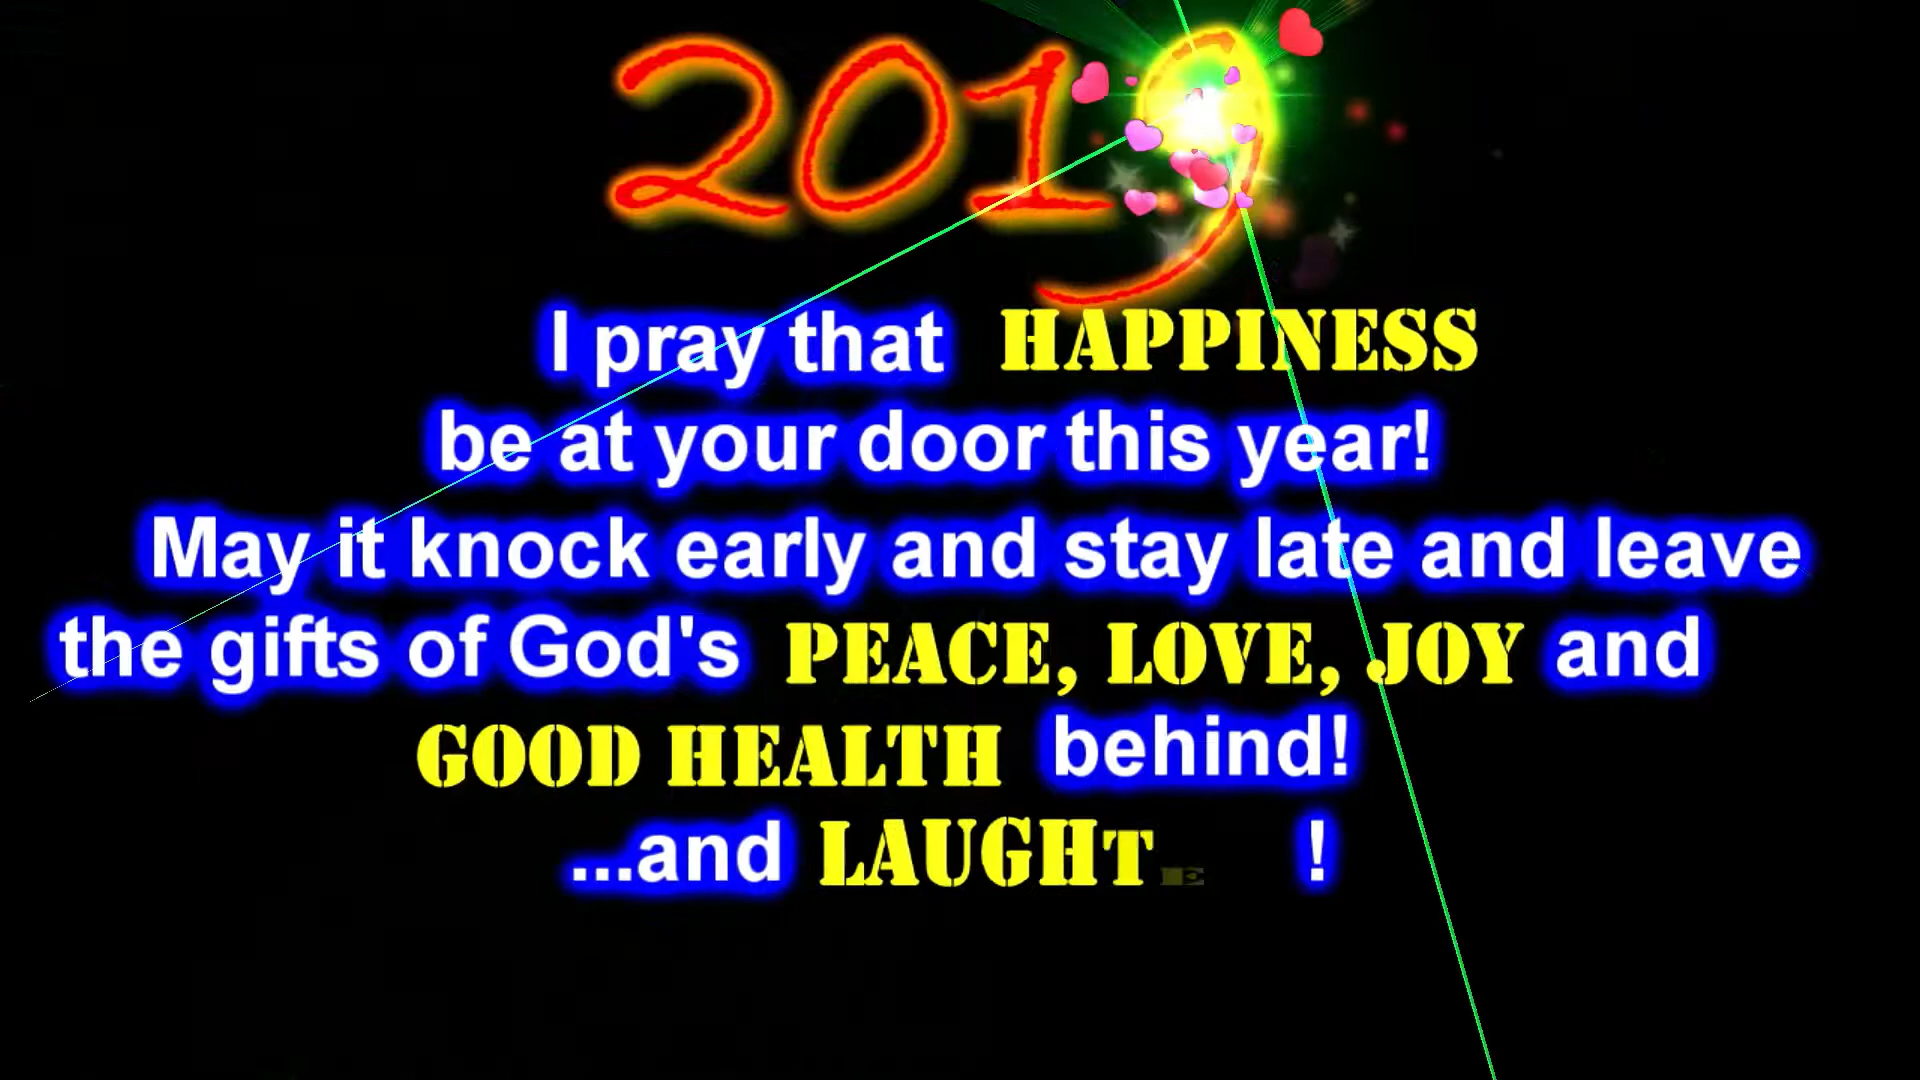 2019
I pray that HAPPINESS
be at your door this year!
May it knock early and stay late and leave
the gifts of God's PEACE, LOVE, JOY and
GOOD HEALTH behind!
...and LAUGHTE !